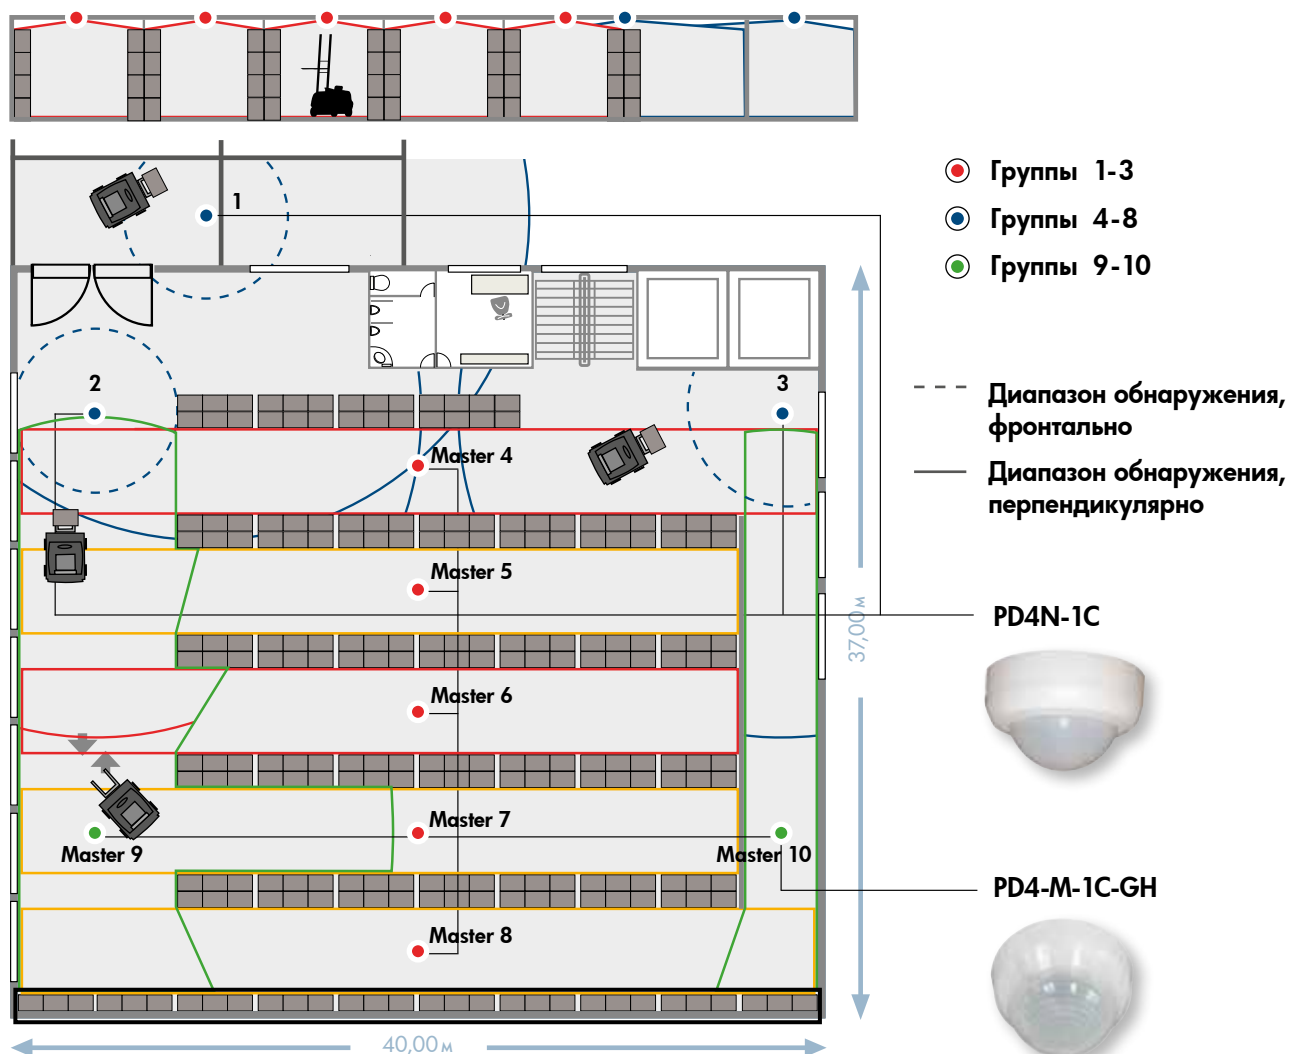 Группы 1-3
1
Группы 4-8
Группы 9-10
2
3
Диапазон обнаружения,
фронтально
Master 4
Диапазон обнаружения,
перпендикулярно
Master 5
37,00 м
PD4N-1C
Master 6
Master 7
Master 9
Master 10
PD4-M-1C-GH
Master 8
40,00 м